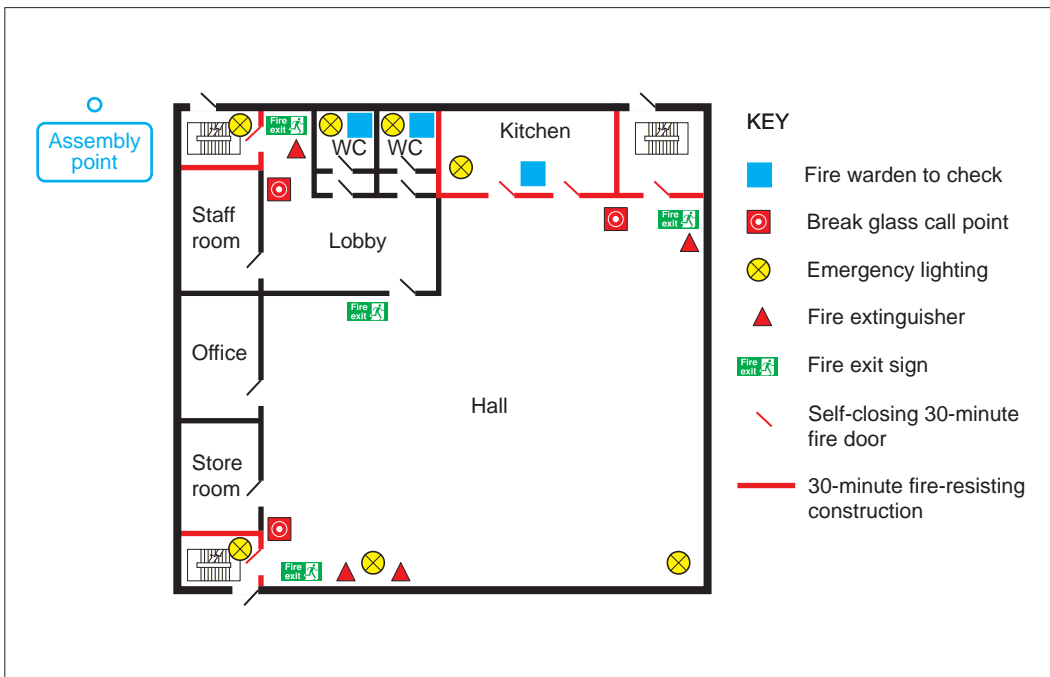 Assembly
point
Fire
exit
WC
WC
Kitchen
Staff
room
Lobby
Fire
exit
Fire
exit
Office
Hall
Store
room
Fire
exit
KEY
Fire warden to check
Break glass call point
Emergency lighting
Fire extinguisher
Fire
exit
Fire exit sign
Self-closing 30-minute
fire door
30-minute fire-resisting
construction